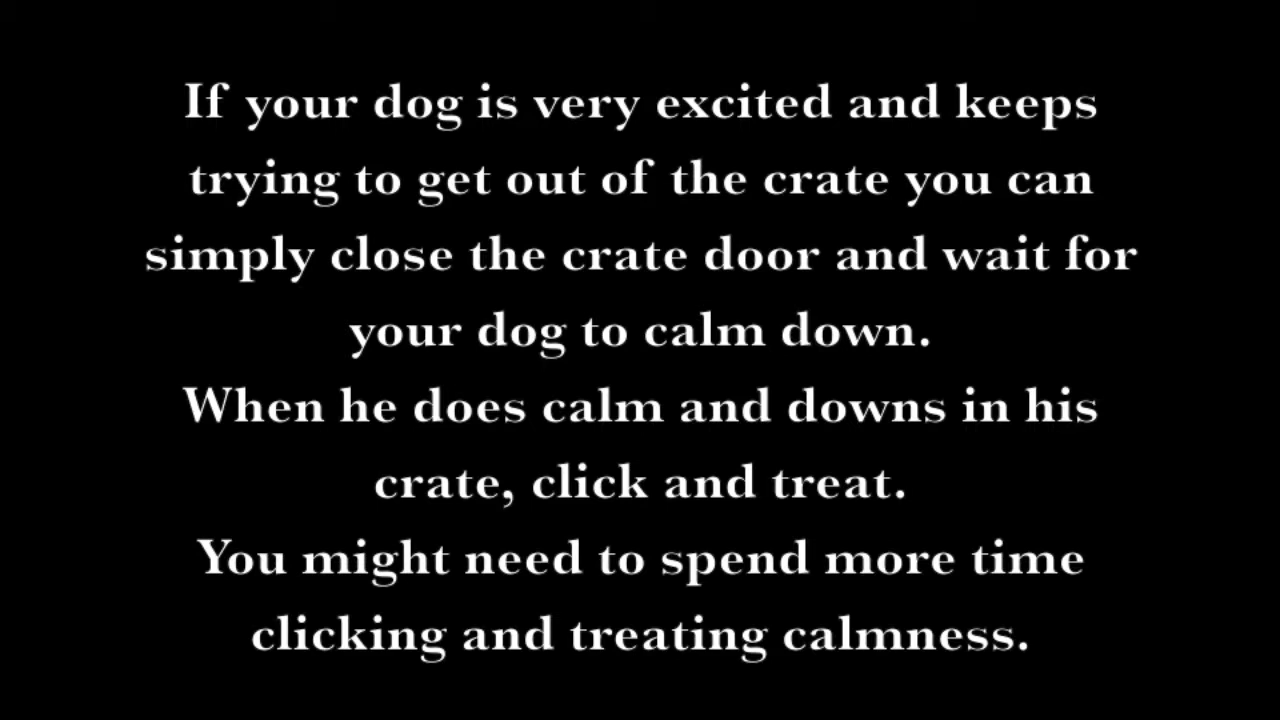 If your dog is very excited and keeps
trying to get out of the crate you can
simply close the crate door and wait for
your dog to calm down.
When he does calm and downs in his
crate, click and treat.
You might need to spend more time
clicking and treating calmness.